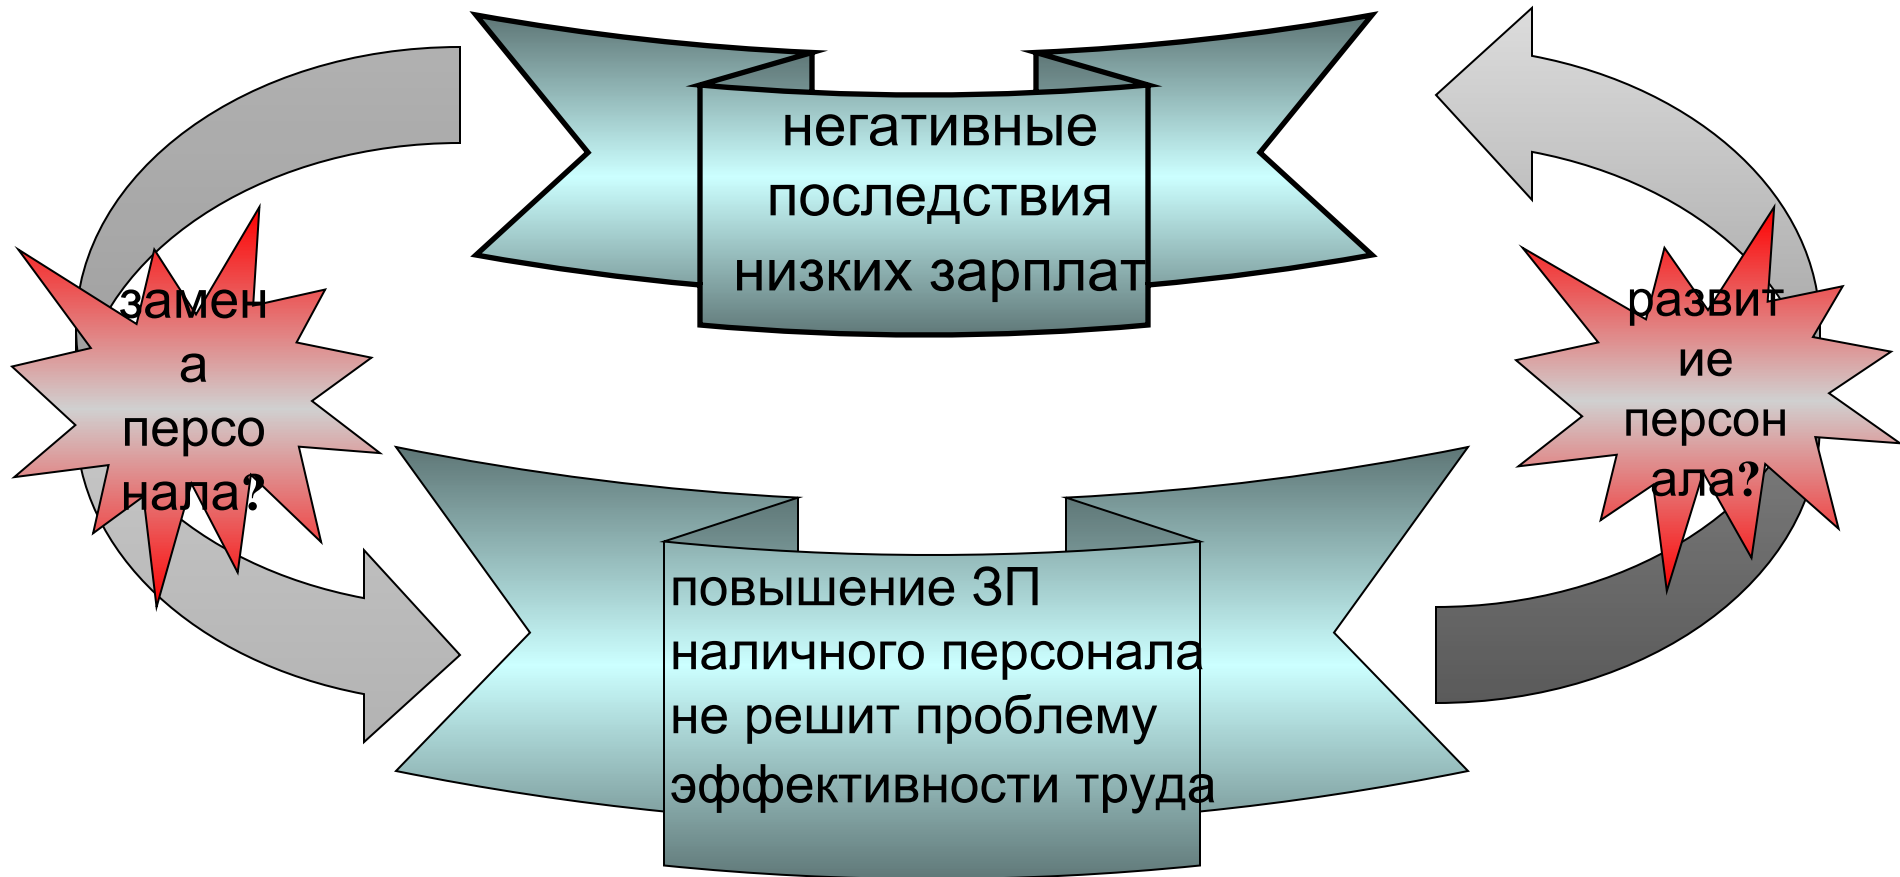 негативные
последствия
низких зарплат
замен
а
персо
нала?
развит
ие
персон
ала?
повышение ЗП
наличного персонала
не решит проблему
эффективности труда